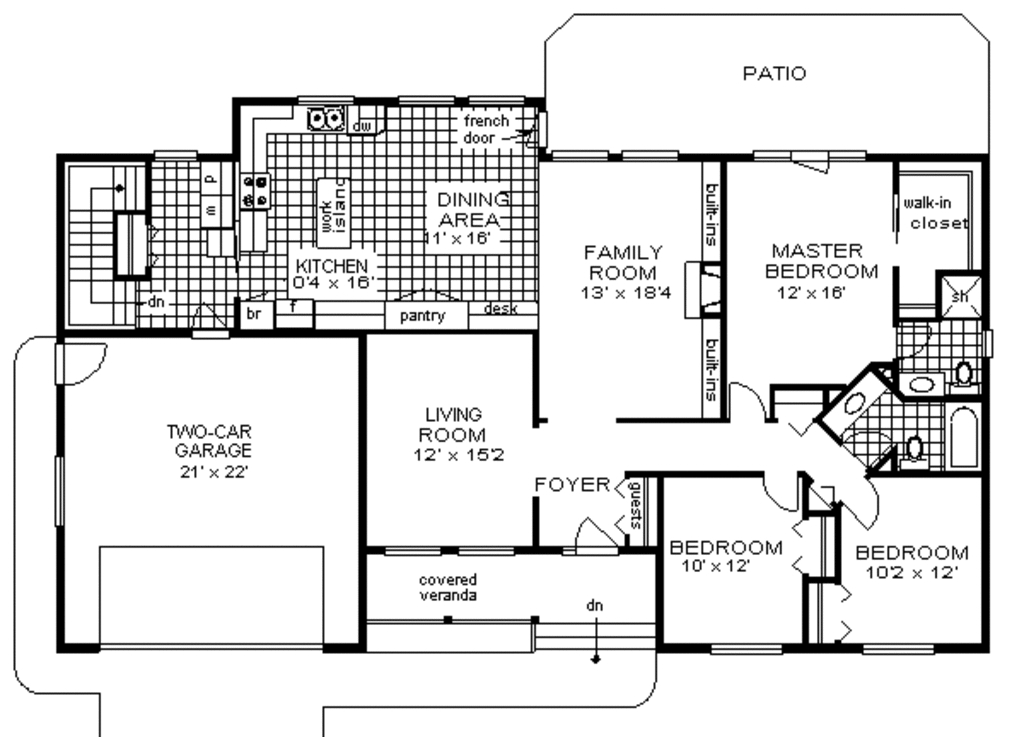 PATIO
french
door
dw
D
m
work
island
DINING
AREA
11' x 16'
KITCHEN
0'4 x 16'
dn
br
f
pantry
desk
FAMILY
ROOM
13' x 18'4
built-ins
built-ins
MASTER
BEDROOM
12' x 16'
walk-in
closet
sh
TWO-CAR
GARAGE
21' x 22'
LIVING
ROOM
12' x 15'2
FOYER
guests
BEDROOM
10' x 12'
BEDROOM
10'2 x 12'
covered
veranda
dn